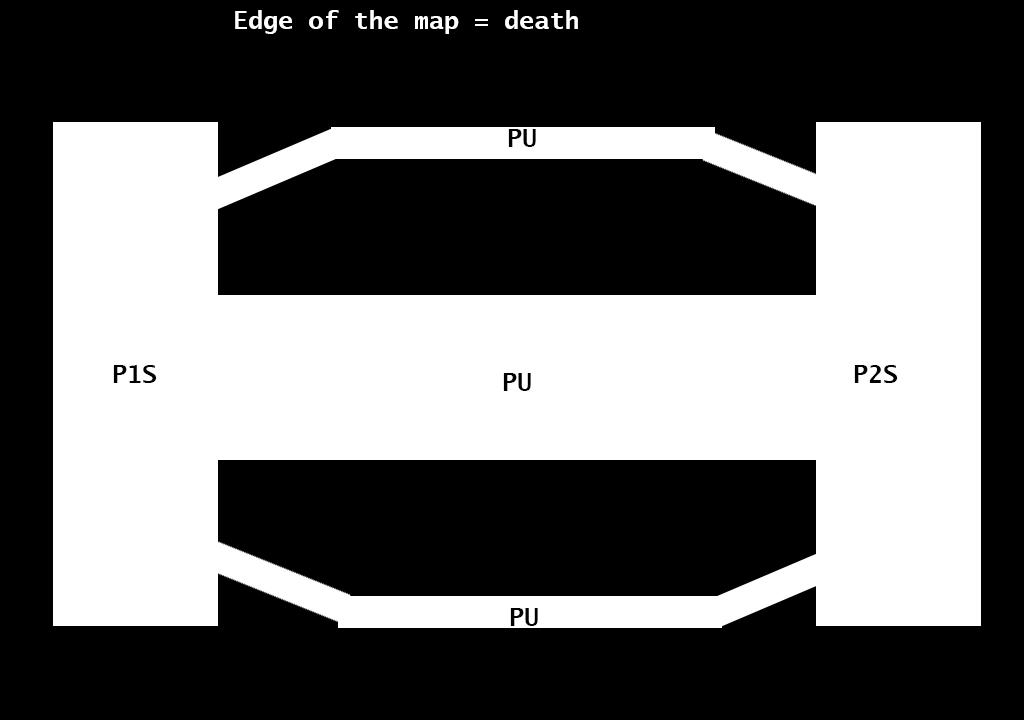 Edge of the map = death
PU
P1S
PU
P2S
PU